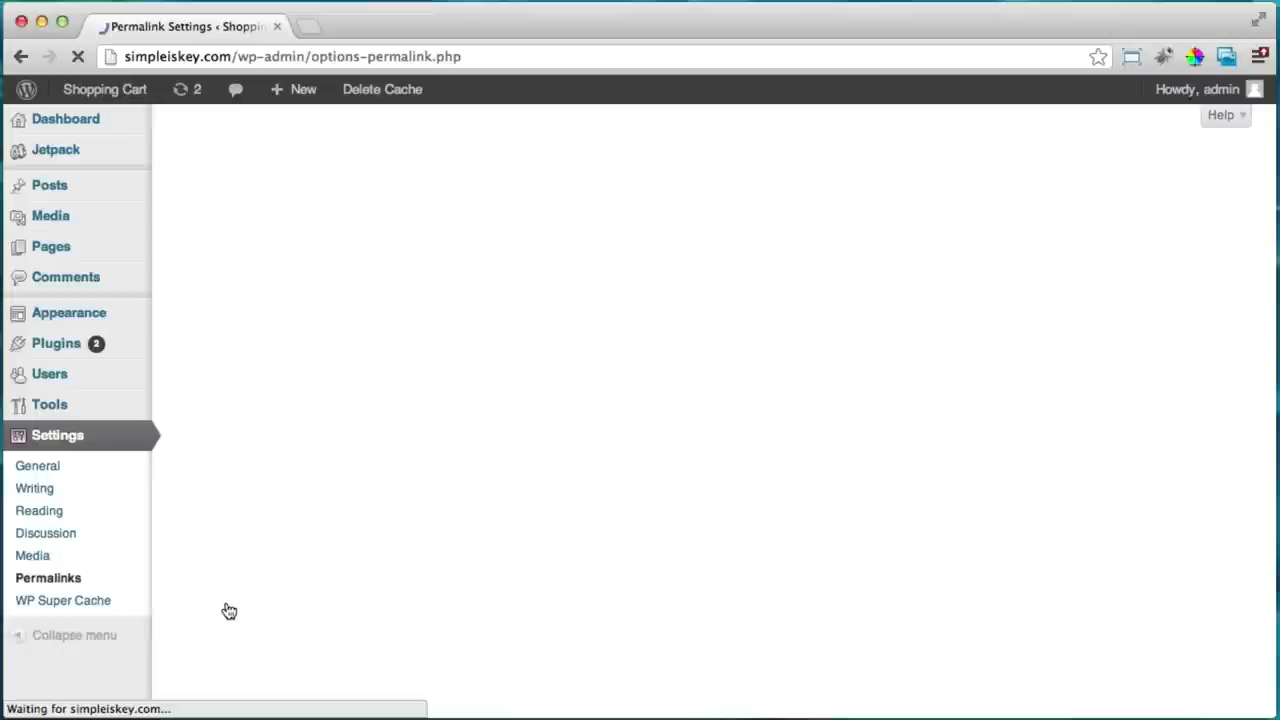 Permalink Settings ‹ Shoppin
simpleiskey.com/wp-admin/options-permalink.php
Shopping Cart 2 + New Delete Cache Howdy, admin
Help
Dashboard
Jetpack
Posts
Media
Pages
Comments
Appearance
Plugins 2
Users
Tools
Settings
General
Writing
Reading
Discussion
Media
Permalinks
WP Super Cache
Collapse menu
Waiting for simpleiskey.com...